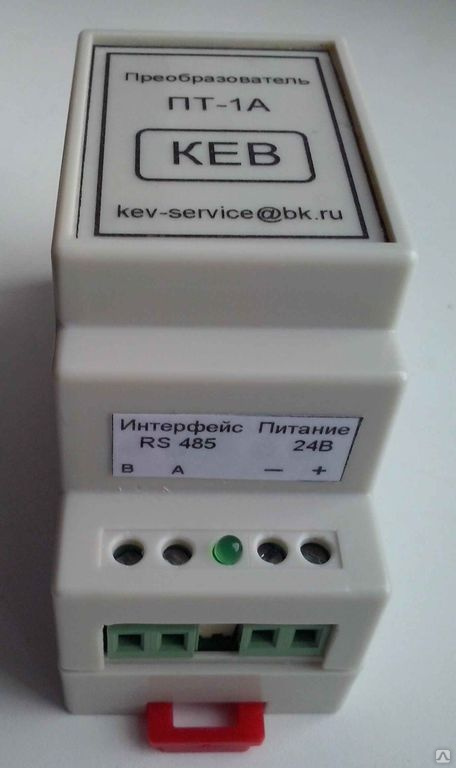 Преобразователь
ПТ-1А
КЕВ
kev-service@bk.ru
Интерфейс Питание
RS 485 24В
В А − +